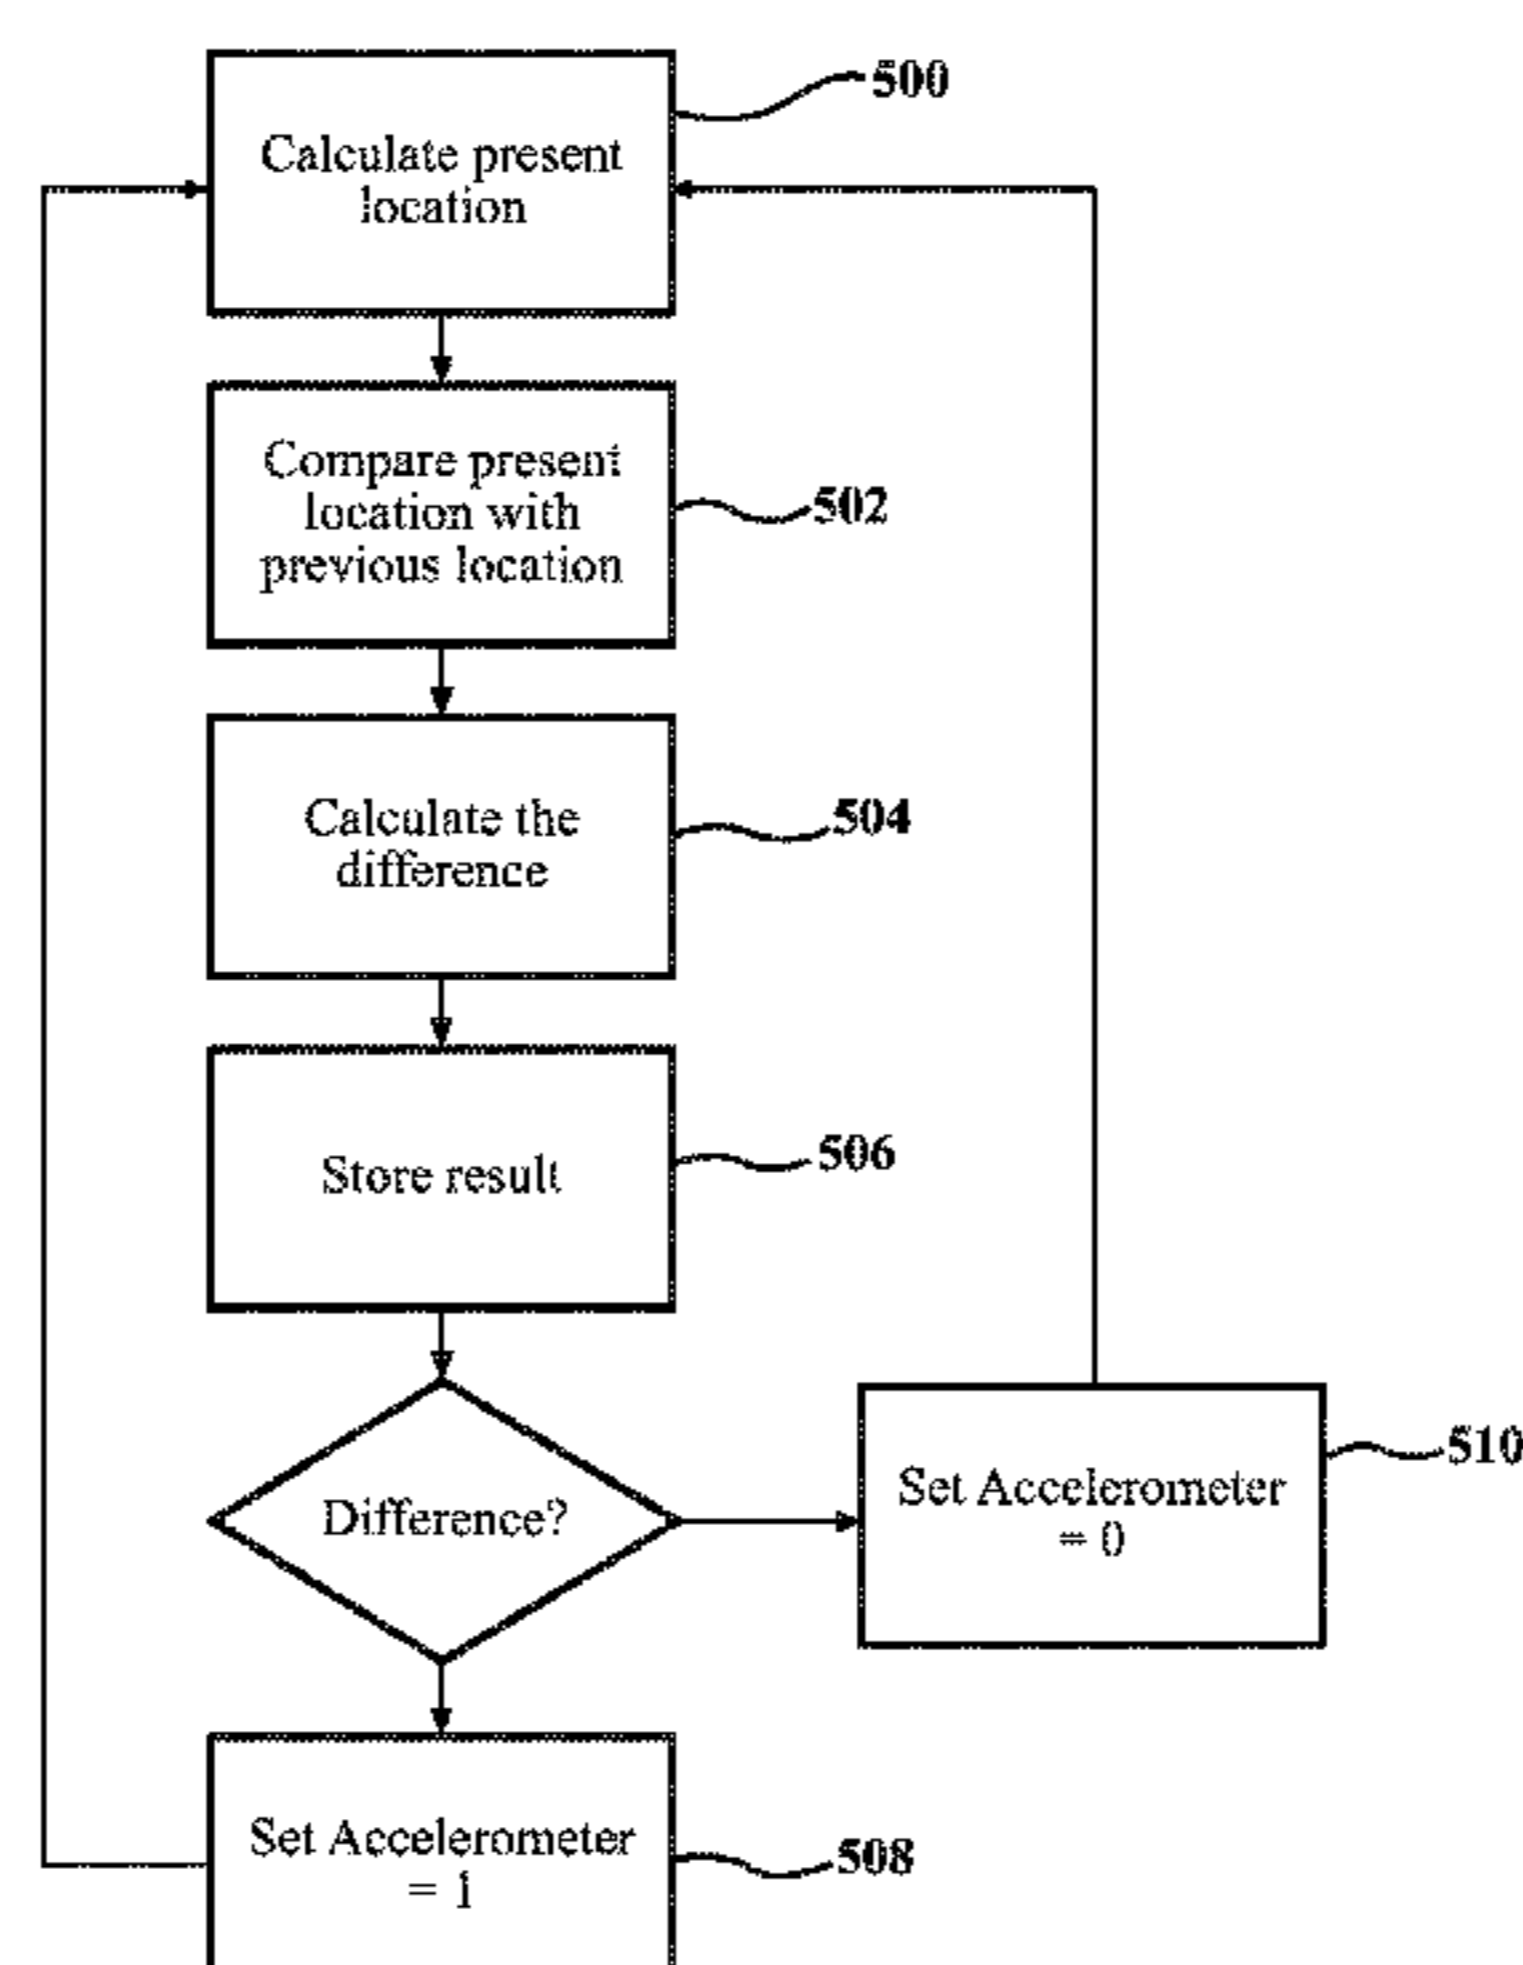 500
Calculate present
location
Compare present
location with
previous location
502
Calculate the
difference
504
Store result
506
Difference?
Set Accelerometer
= 0
510
Set Accelerometer
= 1
508